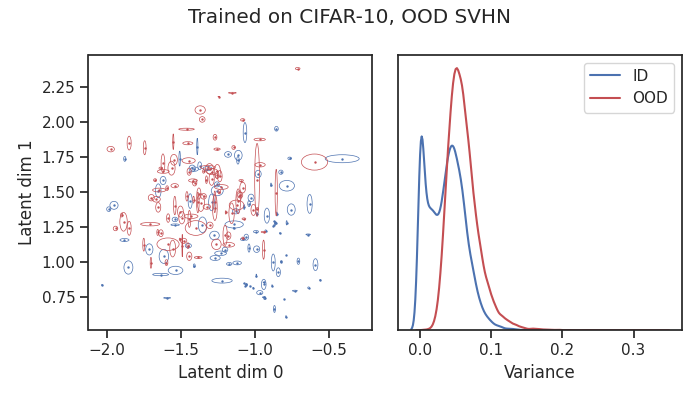 Trained on CIFAR-10, OOD SVHN
Latent dim 1
2.25
2.00
1.75
1.50
1.25
1.00
0.75
−2.0 −1.5 −1.0 −0.5
Latent dim 0
ID
OOD
0.0 0.1 0.2 0.3
Variance